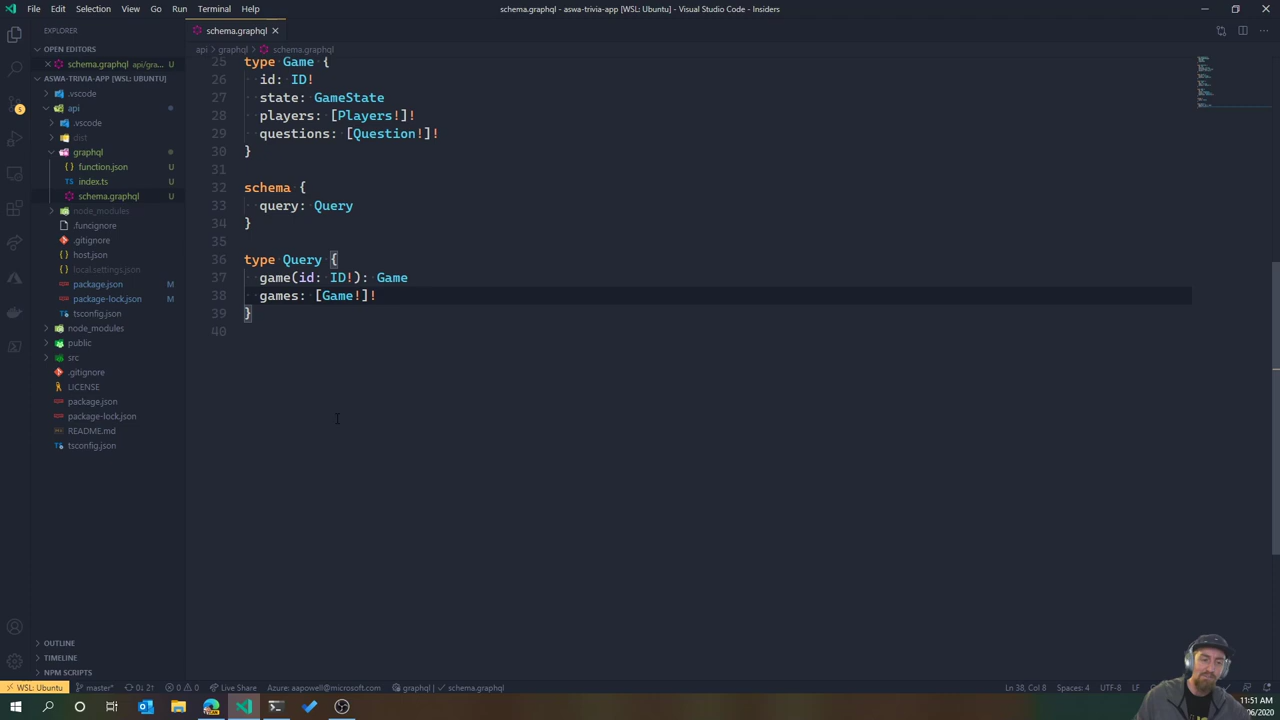 File Edit Selection View Go Run Terminal Help
schema.graphql - aswa-trivia-app [WSL: Ubuntu] - Visual Studio Code - Insiders
EXPLORER
OPEN EDITORS
schema.graphql api/gra... U
ASWA-TRIVIA-APP [WSL: UBUNTU]
.vscode
api
.vscode
dist
graphql
{} function.json U
TS index.ts U
schema.graphql U
node_modules
.funcignore
.gitignore
host.json
local.settings.json
package.json M
package-lock.json M
tsconfig.json
node_modules
public
src
.gitignore
LICENSE
package.json
package-lock.json
README.md
tsconfig.json
OUTLINE
TIMELINE
NPM SCRIPTS
5
schema.graphql
api > graphql > schema.graphql
25 type Game {
26 id: ID!
27 state: GameState
28 players: [Players!]!
29 questions: [Question!]!
30 }
31
32 schema {
33 query: Query
34 }
35
36 type Query {
37 game(id: ID!): Game
38 games: [Game!]!
39 }
40
WSL: Ubuntu master* 0↓ 2↑ 0 0 Live Share Azure: aapowell@microsoft.com graphql | schema.graphql Ln 38, Col 8 Spaces: 4 UTF-8 LF
11:51 AM